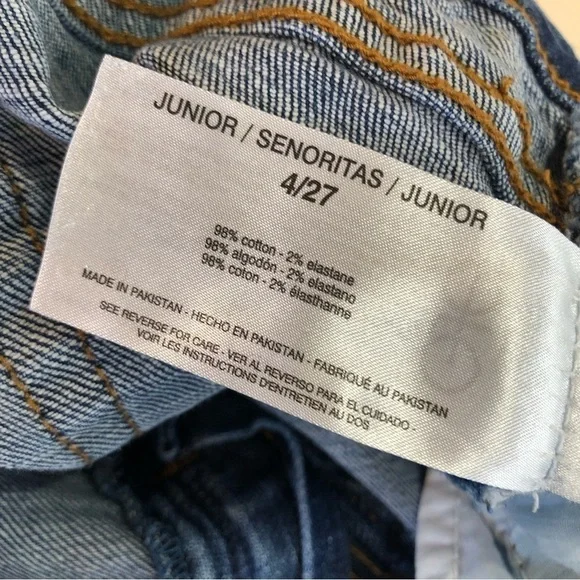 JUNIOR / SENORITAS / JUNIOR
4/27
98% cotton - 2% elastane
98% algodón - 2% elastano
98% coton - 2% élasthanne
MADE IN PAKISTAN - HECHO EN PAKISTAN - FABRIQUÉ AU PAKISTAN
SEE REVERSE FOR CARE - VER AL REVERSO PARA EL CUIDADO -
VOIR LES INSTRUCTIONS D'ENTRETIEN AU DOS